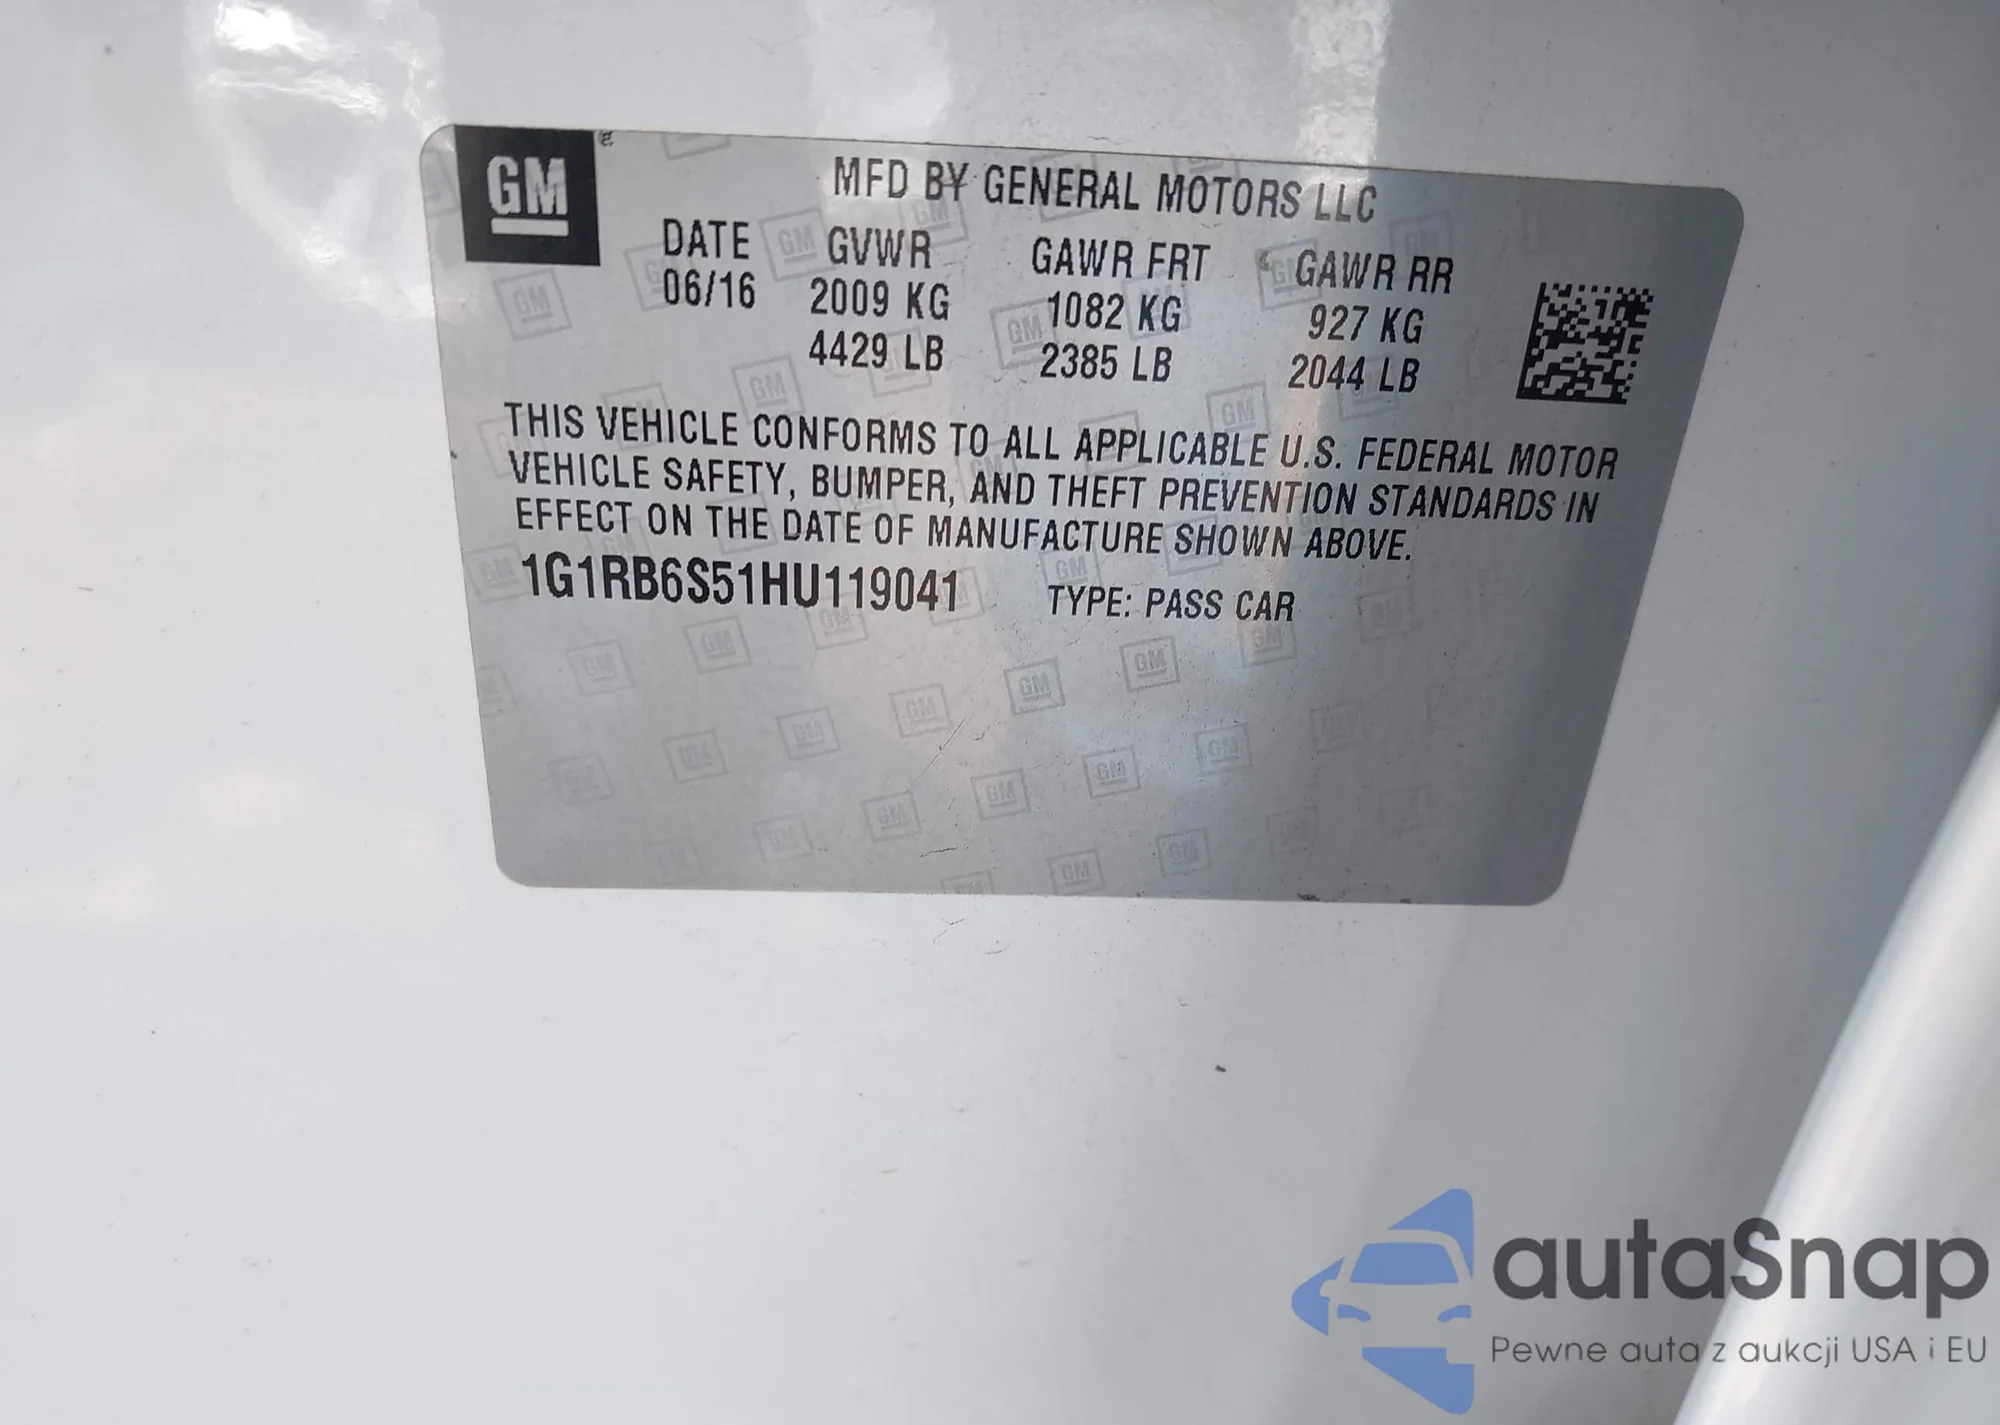 GM
MFD BY GENERAL MOTORS LLC
DATE GVWR GAWR FRT GAWR RR
06/16 2009 KG 1082 KG 927 KG
4429 LB 2385 LB 2044 LB
THIS VEHICLE CONFORMS TO ALL APPLICABLE U.S. FEDERAL MOTOR
VEHICLE SAFETY, BUMPER, AND THEFT PREVENTION STANDARDS IN
EFFECT ON THE DATE OF MANUFACTURE SHOWN ABOVE.
1G1RB6S51HU119041 TYPE: PASS CAR
autaSnap
Pewne auta z aukcji USA i EU